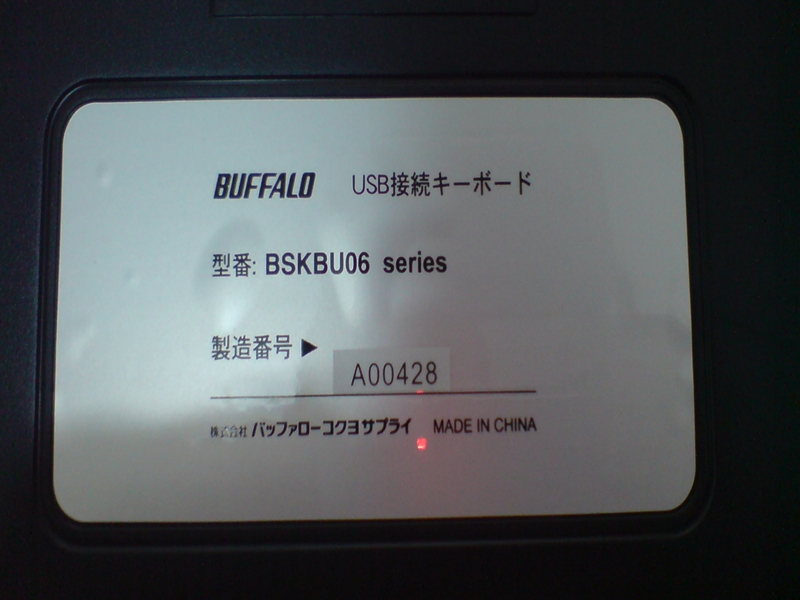 BUFFALO USB接続キーボード
型番: BSKBU06 series
製造番号 ▶
A00428
株式会社 バッファローコクヨサプライ MADE IN CHINA